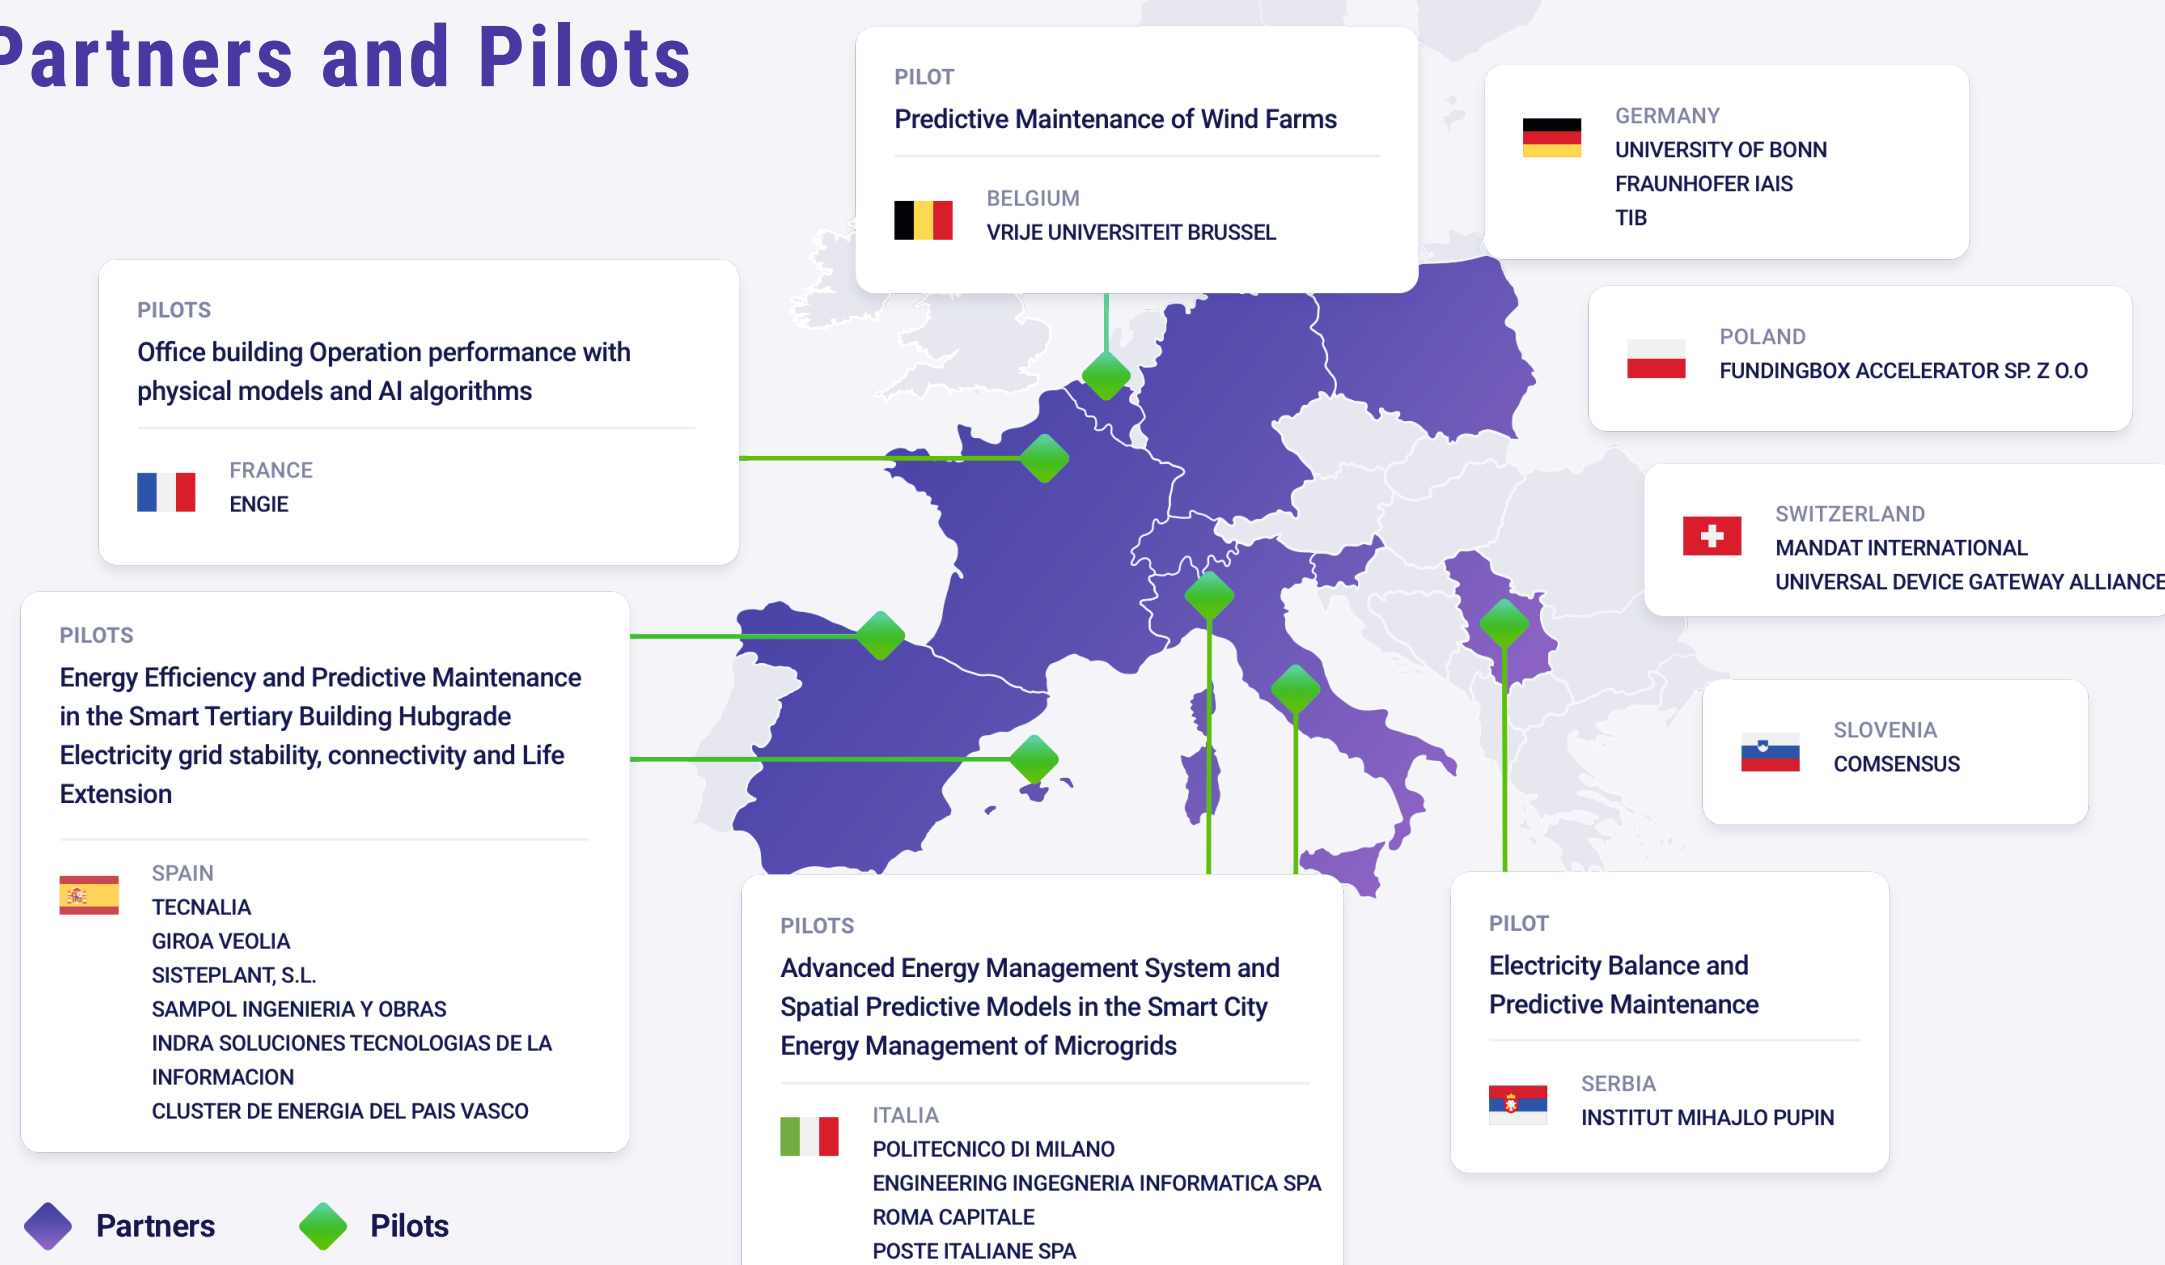 Partners and Pilots
PILOT
Predictive Maintenance of Wind Farms
BELGIUM
VRIJE UNIVERSITEIT BRUSSEL
GERMANY
UNIVERSITY OF BONN
FRAUNHOFER IAIS
TIB
PILOTS
Office building Operation performance with
physical models and AI algorithms
FRANCE
ENGIE
POLAND
FUNDINGBOX ACCELERATOR SP. Z O.O
SWITZERLAND
MANDAT INTERNATIONAL
UNIVERSAL DEVICE GATEWAY ALLIANCE
PILOTS
Energy Efficiency and Predictive Maintenance
in the Smart Tertiary Building Hubgrade
Electricity grid stability, connectivity and Life
Extension
SPAIN
TECNALIA
GIROA VEOLIA
SISTEPLANT, S.L.
SAMPOL INGENIERIA Y OBRAS
INDRA SOLUCIONES TECNOLOGIAS DE LA
INFORMACION
CLUSTER DE ENERGIA DEL PAIS VASCO
SLOVENIA
COMSENSUS
PILOTS
Advanced Energy Management System and
Spatial Predictive Models in the Smart City
Energy Management of Microgrids
ITALIA
POLITECNICO DI MILANO
ENGINEERING INGEGNERIA INFORMATICA SPA
ROMA CAPITALE
POSTE ITALIANE SPA
PILOT
Electricity Balance and
Predictive Maintenance
SERBIA
INSTITUT MIHAJLO PUPIN
Partners
Pilots